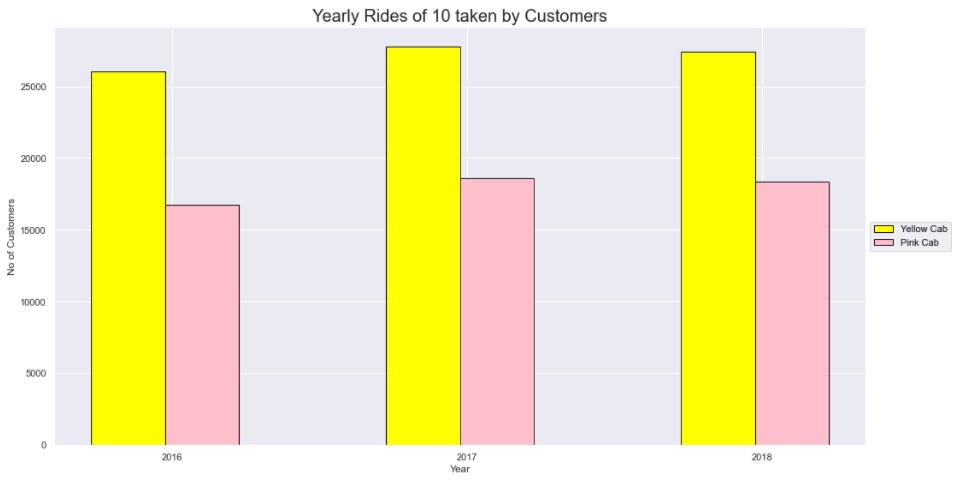 Yearly Rides of 10 taken by Customers
No of Customers
25000
20000
15000
10000
5000
0
2016
2017
2018
Year
Yellow Cab
Pink Cab